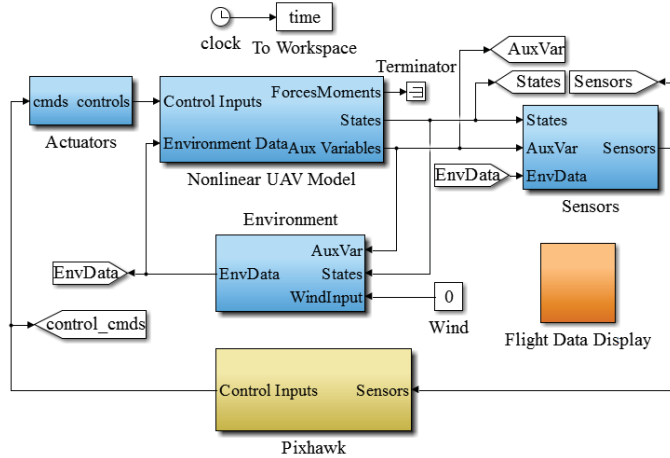 time
clock
To Workspace
AuxVar
Terminator
States
Sensors
cmds controls
Actuators
Control Inputs
Environment Data
ForcesMoments
States
Aux Variables
Nonlinear UAV Model
States
AuxVar
EnvData
Sensors
Sensors
EnvData
Environment
AuxVar
States
WindInput
EnvData
EnvData
0
Wind
control_cmds
Flight Data Display
Control Inputs
Sensors
Pixhawk